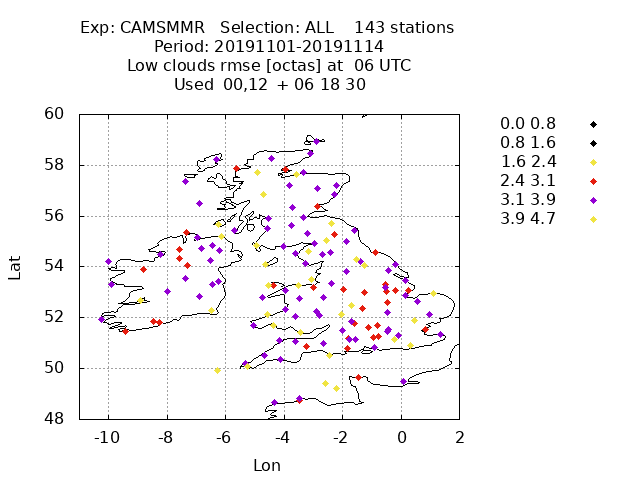 Exp: CAMSMMR   Selection: ALL    143 stations
Period: 20191101-20191114
Low clouds rmse [octas] at  06 UTC
Used  00,12  + 06 18 30
60
58
56
54
52
50
48
Lat
-10 -8 -6 -4 -2 0 2
Lon
0.0 0.8
0.8 1.6
1.6 2.4
2.4 3.1
3.1 3.9
3.9 4.7